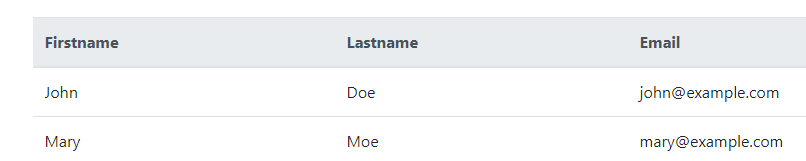 Firstname Lastname Email
John Doe john@example.com
Mary Moe mary@example.com